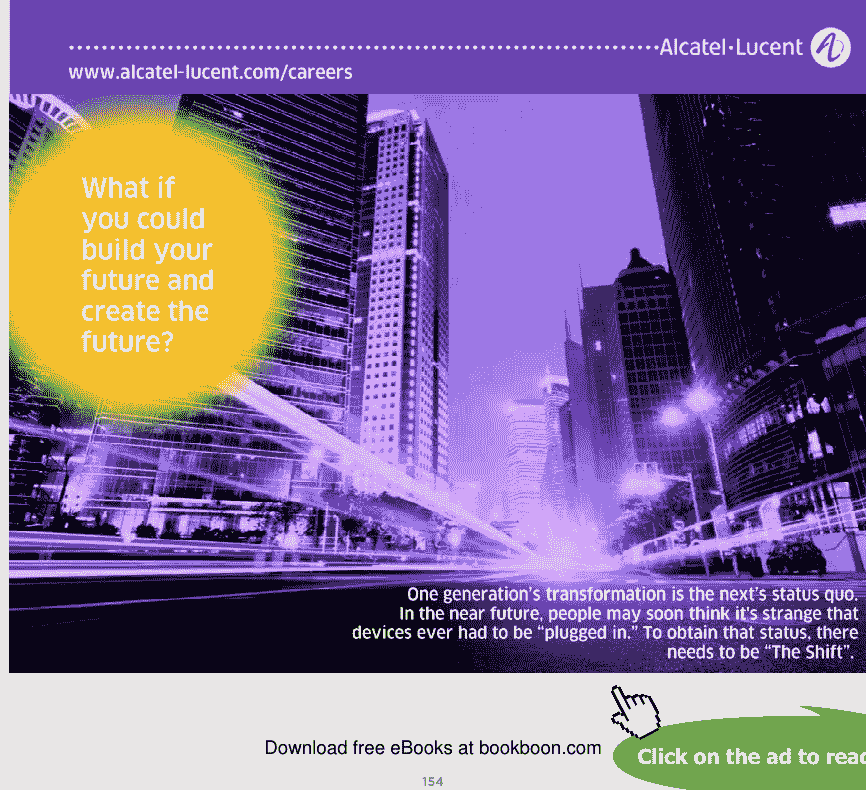 Alcatel·Lucent
www.alcatel-lucent.com/careers
What if
you could
build your
future and
create the
future?
One generation's transformation is the next's status quo.
In the near future, people may soon think it's strange that
devices ever had to be “plugged in.” To obtain that status, there
needs to be “The Shift”.
Download free eBooks at bookboon.com
Click on the ad to read
154